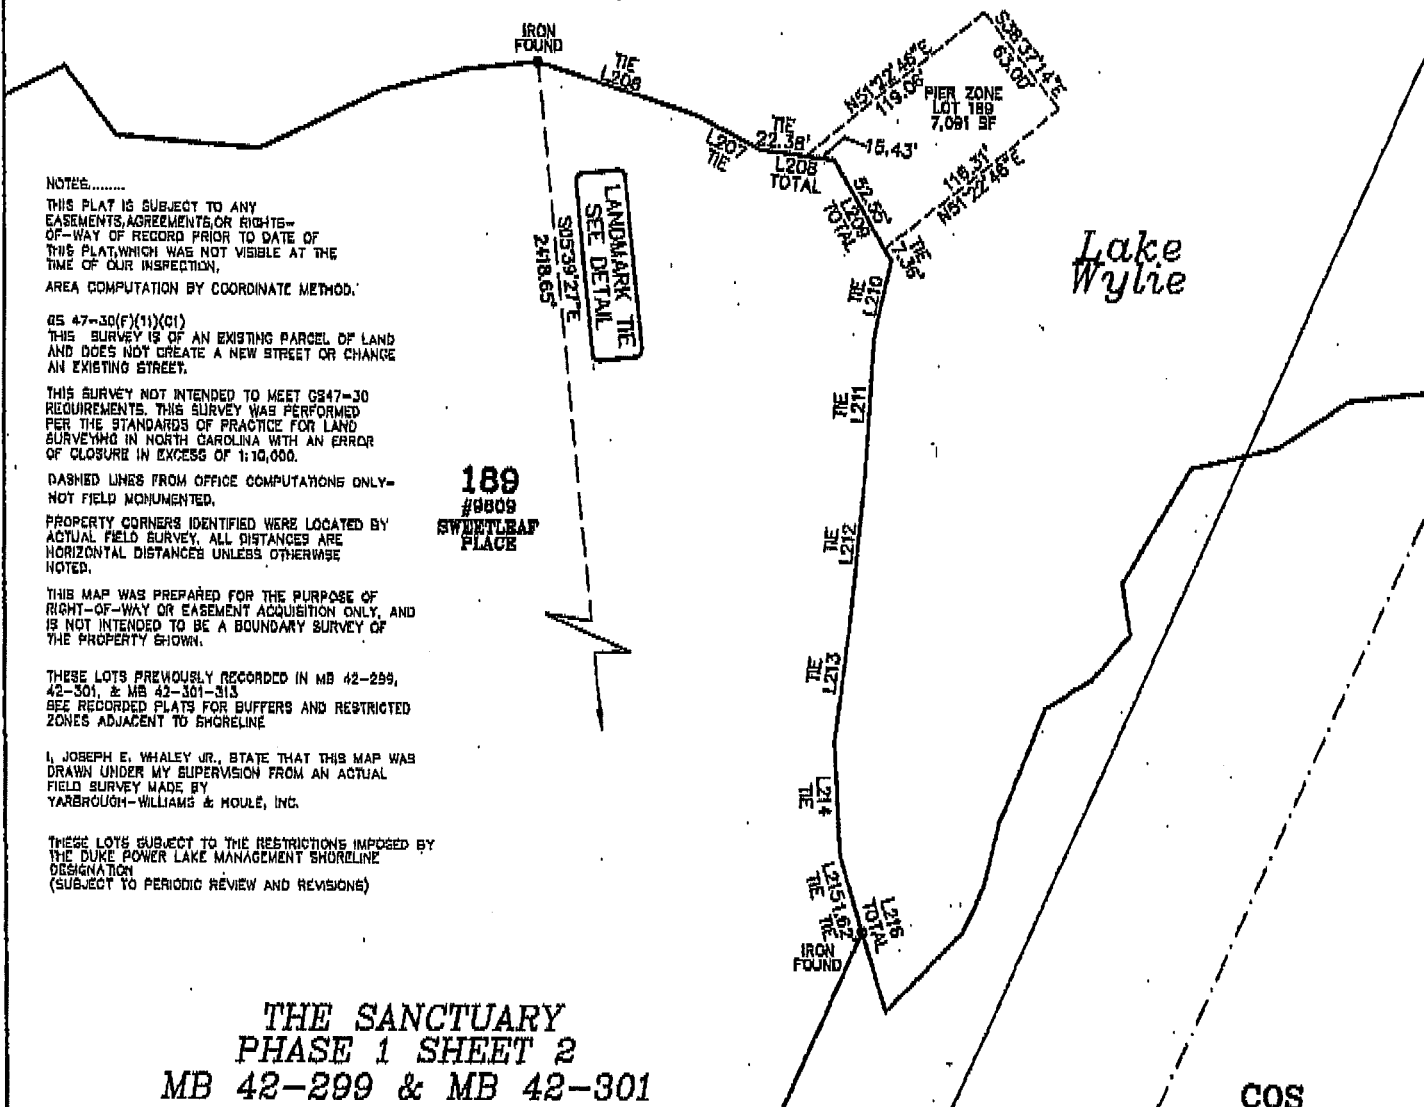 IRON
FOUND
TIE
L206
L207
TIE
TIE
22.38'
L208
TOTAL
N51°22'46"E
119.06'
S38°37'14"E
63.00'
PIER ZONE
LOT 189
7,091 SF
15.43'
116.31'
N51°22'46"E
52.55'
L209
TOTAL
TIE
7.36'
Lake
Wylie
TIE
L210
TIE
L211
TIE
L212
TIE
L213
L214
TIE
L215
TIE
TIE
L216
TOTAL
IRON
FOUND
LANDMARK TIE
SEE DETAIL
S05°39'27"E
2418.65'
NOTES........
THIS PLAT IS SUBJECT TO ANY
EASEMENTS,AGREEMENTS,OR RIGHTS-
OF-WAY OF RECORD PRIOR TO DATE OF
THIS PLAT,WHICH WAS NOT VISIBLE AT THE
TIME OF OUR INSPECTION.
AREA COMPUTATION BY COORDINATE METHOD.
GS 47-30(F)(11)(C1)
THIS SURVEY IS OF AN EXISTING PARCEL OF LAND
AND DOES NOT CREATE A NEW STREET OR CHANGE
AN EXISTING STREET.
THIS SURVEY NOT INTENDED TO MEET GS47-30
REQUIREMENTS. THIS SURVEY WAS PERFORMED
PER THE STANDARDS OF PRACTICE FOR LAND
SURVEYING IN NORTH CAROLINA WITH AN ERROR
OF CLOSURE IN EXCESS OF 1:10,000.
DASHED LINES FROM OFFICE COMPUTATIONS ONLY-
NOT FIELD MONUMENTED.
PROPERTY CORNERS IDENTIFIED WERE LOCATED BY
ACTUAL FIELD SURVEY. ALL DISTANCES ARE
HORIZONTAL DISTANCES UNLESS OTHERWISE
NOTED.
THIS MAP WAS PREPARED FOR THE PURPOSE OF
RIGHT-OF-WAY OR EASEMENT ACQUISITION ONLY, AND
IS NOT INTENDED TO BE A BOUNDARY SURVEY OF
THE PROPERTY SHOWN.
THESE LOTS PREVIOUSLY RECORDED IN MB 42-299,
42-301, & MB 42-301-313
SEE RECORDED PLATS FOR BUFFERS AND RESTRICTED
ZONES ADJACENT TO SHORELINE
I, JOSEPH E. WHALEY JR., STATE THAT THIS MAP WAS
DRAWN UNDER MY SUPERVISION FROM AN ACTUAL
FIELD SURVEY MADE BY
YARBROUGH-WILLIAMS & HOULE, INC.
THESE LOTS SUBJECT TO THE RESTRICTIONS IMPOSED BY
THE DUKE POWER LAKE MANAGEMENT SHORELINE
DESIGNATION
(SUBJECT TO PERIODIC REVIEW AND REVISIONS)
189
#9809
SWEETLEAF
PLACE
THE SANCTUARY
PHASE 1 SHEET 2
MB 42-299 & MB 42-301
COS